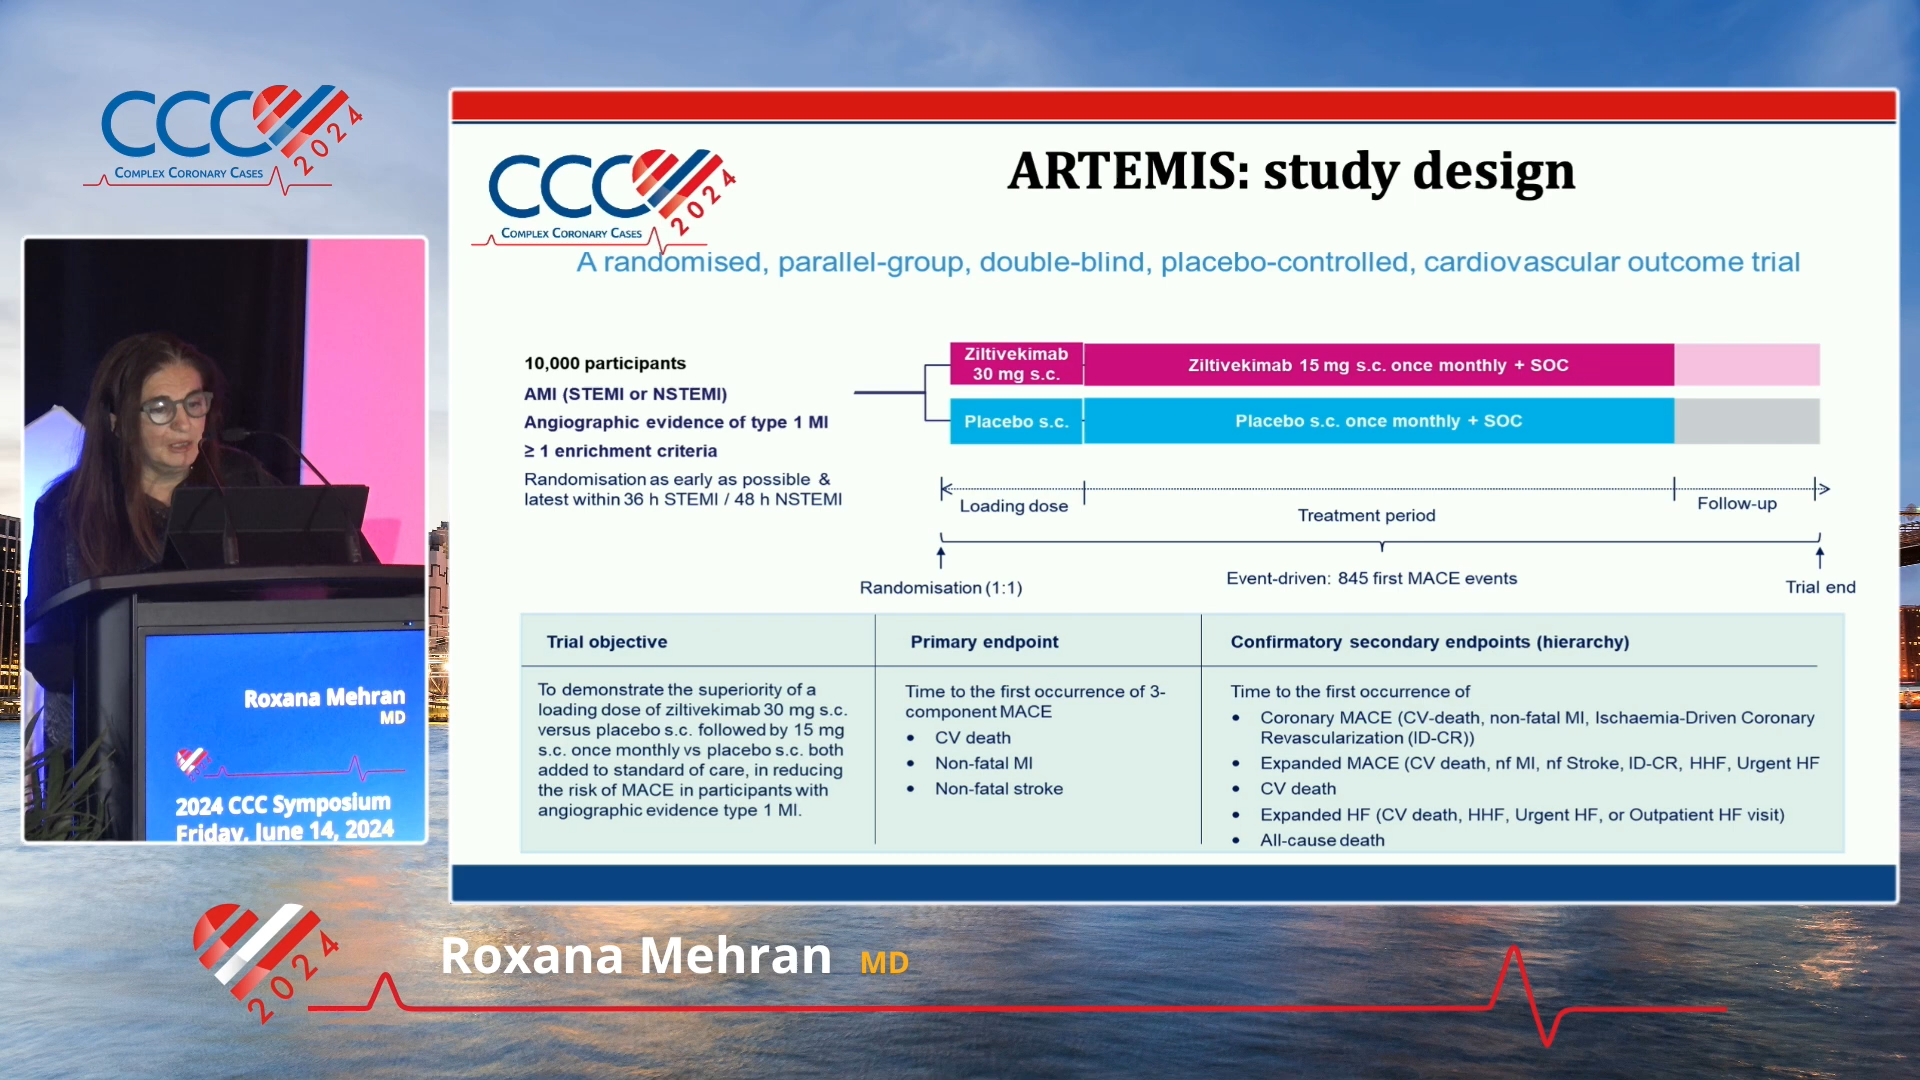 CCC 2024
COMPLEX CORONARY CASES
CCC 2024
COMPLEX CORONARY CASES
ARTEMIS: study design
A randomised, parallel-group, double-blind, placebo-controlled, cardiovascular outcome trial
10,000 participants
AMI (STEMI or NSTEMI)
Angiographic evidence of type 1 MI
≥ 1 enrichment criteria
Randomisation as early as possible &
latest within 36 h STEMI / 48 h NSTEMI
Ziltivekimab
30 mg s.c.
Ziltivekimab 15 mg s.c. once monthly + SOC
Placebo s.c.
Placebo s.c. once monthly + SOC
Loading dose
Treatment period
Follow-up
Randomisation (1:1)
Event-driven: 845 first MACE events
Trial end
Trial objective
To demonstrate the superiority of a
loading dose of ziltivekimab 30 mg s.c.
versus placebo s.c. followed by 15 mg
s.c. once monthly vs placebo s.c. both
added to standard of care, in reducing
the risk of MACE in participants with
angiographic evidence type 1 MI.
Primary endpoint
Time to the first occurrence of 3-
component MACE
• CV death
• Non-fatal MI
• Non-fatal stroke
Confirmatory secondary endpoints (hierarchy)
Time to the first occurrence of
• Coronary MACE (CV-death, non-fatal MI, Ischaemia-Driven Coronary
Revascularization (ID-CR))
• Expanded MACE (CV death, nf MI, nf Stroke, ID-CR, HHF, Urgent HF
• CV death
• Expanded HF (CV death, HHF, Urgent HF, or Outpatient HF visit)
• All-cause death
Roxana Mehran
MD
2024 CCC Symposium
Friday, June 14, 2024
2024
Roxana Mehran MD